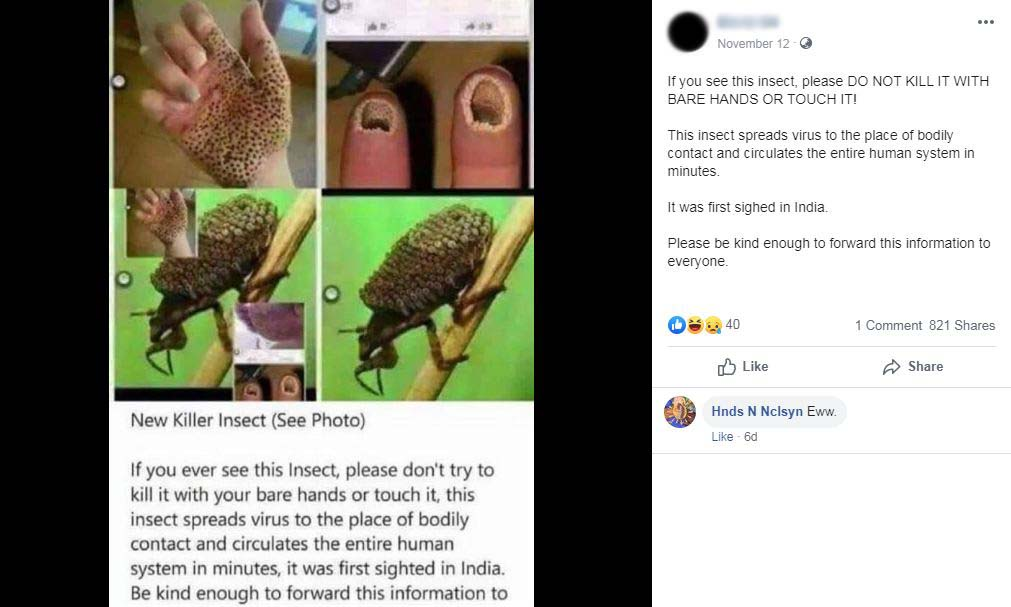 New Killer Insect (See Photo)
If you ever see this Insect, please don't try to
kill it with your bare hands or touch it, this
insect spreads virus to the place of bodily
contact and circulates the entire human
system in minutes, it was first sighted in India.
Be kind enough to forward this information to
November 12
If you see this insect, please DO NOT KILL IT WITH
BARE HANDS OR TOUCH IT!
This insect spreads virus to the place of bodily
contact and circulates the entire human system in
minutes.
It was first sighed in India.
Please be kind enough to forward this information to
everyone.
40
1 Comment 821 Shares
Like
Share
Hnds N Nclsyn Eww.
Like · 6d